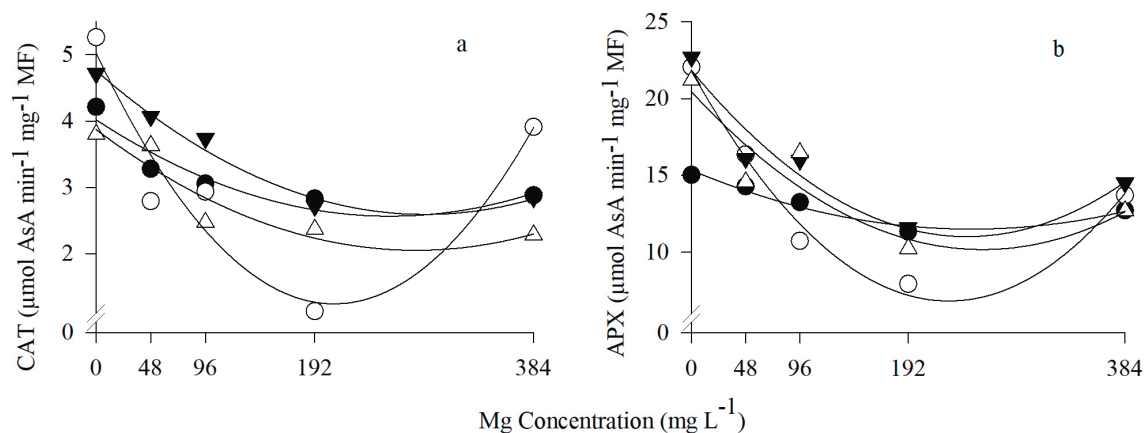 a
CAT (µmol AsA min⁻¹ mg⁻¹ MF)
5
4
3
2
0
0 48 96 192 384
b
APX (µmol AsA min⁻¹ mg⁻¹ MF)
25
20
15
10
0
0 48 96 192 384
Mg Concentration (mg L⁻¹)